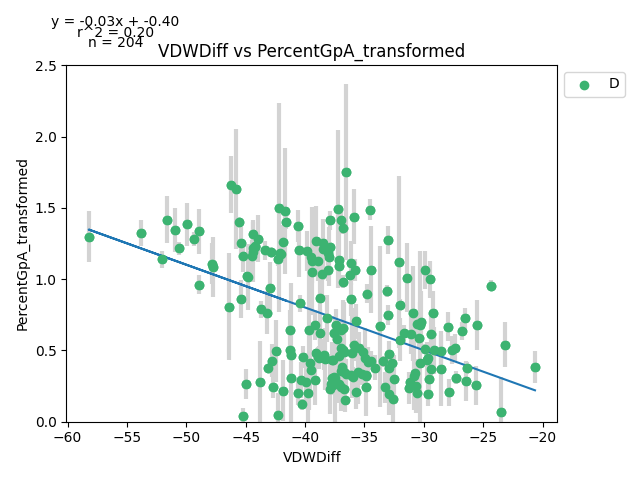 y = -0.03x + -0.40
r^2 = 0.20
n = 204
VDWDiff vs PercentGpA_transformed
D
PercentGpA_transformed
2.5
2.0
1.5
1.0
0.5
0.0
−60 −55 −50 −45 −40 −35 −30 −25 −20
VDWDiff